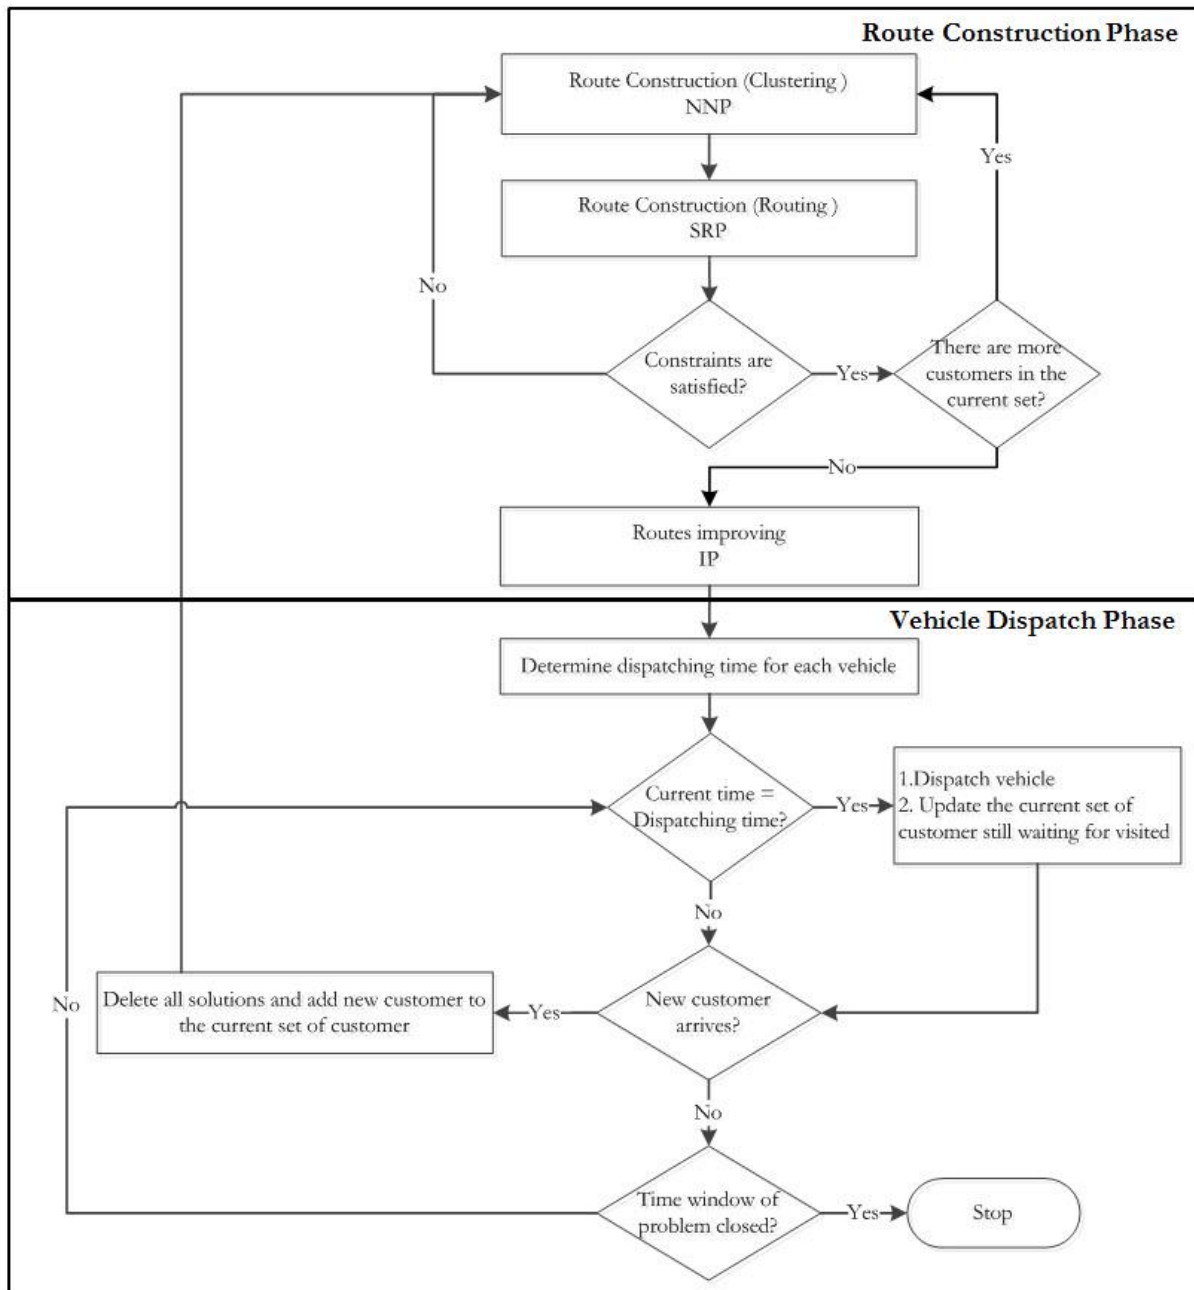 Route Construction Phase
Route Construction (Clustering )
NNP
Yes
Route Construction (Routing )
SRP
No
Constraints are
satisfied?
Yes
There are more
customers in the
current set?
No
Routes improving
IP
Vehicle Dispatch Phase
Determine dispatching time for each vehicle
Current time =
Dispatching time?
Yes
1.Dispatch vehicle
2. Update the current set of
customer still waiting for visited
No
New customer
arrives?
Yes
Delete all solutions and add new customer to
the current set of customer
No
No
Time window of
problem closed?
Yes
Stop